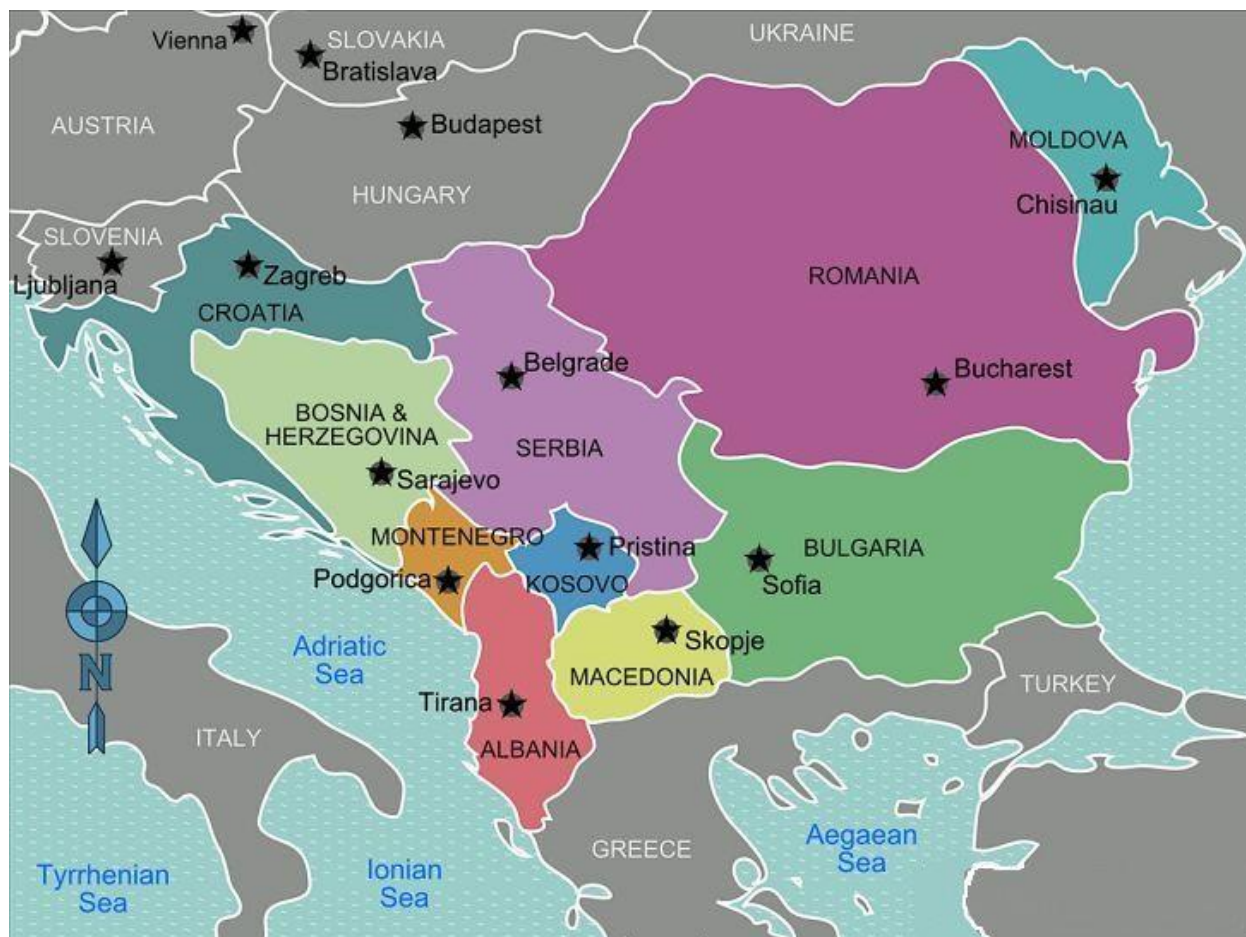 UKRAINE
SLOVAKIA
Vienna
Bratislava
AUSTRIA
Budapest
MOLDOVA
HUNGARY
Chisinau
SLOVENIA
Ljubljana
Zagreb
ROMANIA
CROATIA
Belgrade
Bucharest
BOSNIA &
HERZEGOVINA
SERBIA
Sarajevo
MONTENEGRO
Pristina
BULGARIA
Podgorica
KOSOVO
Sofia
Adriatic
Sea
Skopje
N
MACEDONIA
TURKEY
Tirana
ITALY
ALBANIA
Aegaean
Sea
GREECE
Tyrrhenian
Sea
Ionian
Sea